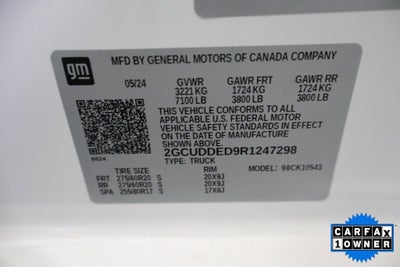 gm
MFD BY GENERAL MOTORS OF CANADA COMPANY
05/24 GVWR GAWR FRT GAWR RR
3221 KG 1724 KG 1724 KG
7100 LB 3800 LB 3800 LB
THIS VEHICLE CONFORMS TO ALL
APPLICABLE U.S. FEDERAL MOTOR
VEHICLE SAFETY STANDARDS IN EFFECT
ON THE DATE OF MANUFACTURE
SHOWN ABOVE
2GCUDDED9R1247298
0624 TYPE: TRUCK MODEL: 98CK10543
TIRE SIZE RIM
FRT 275/60R20 S 20X9J
RR 275/60R20 S 20X9J
SPA 255/80R17 S 17X8J
CARFAX
1 OWNER